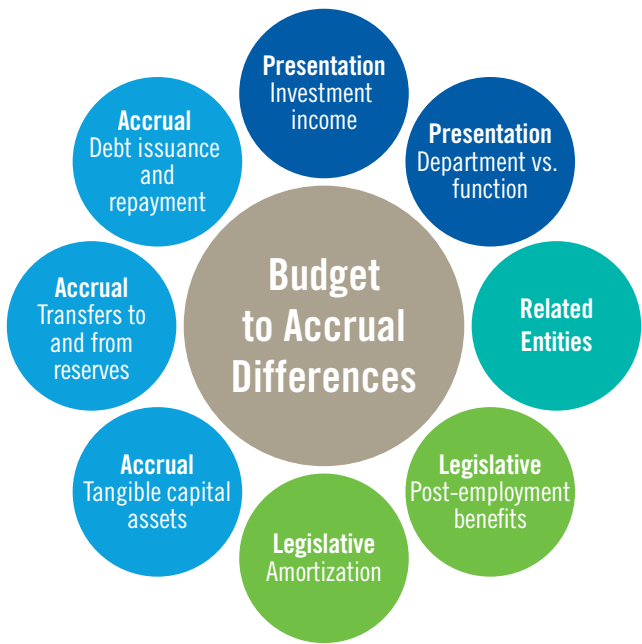 Presentation
Investment
income
Presentation
Department vs.
function
Related
Entities
Legislative
Post-employment
benefits
Legislative
Amortization
Accrual
Tangible capital
assets
Accrual
Transfers to
and from
reserves
Accrual
Debt issuance
and
repayment
Budget
to Accrual
Differences